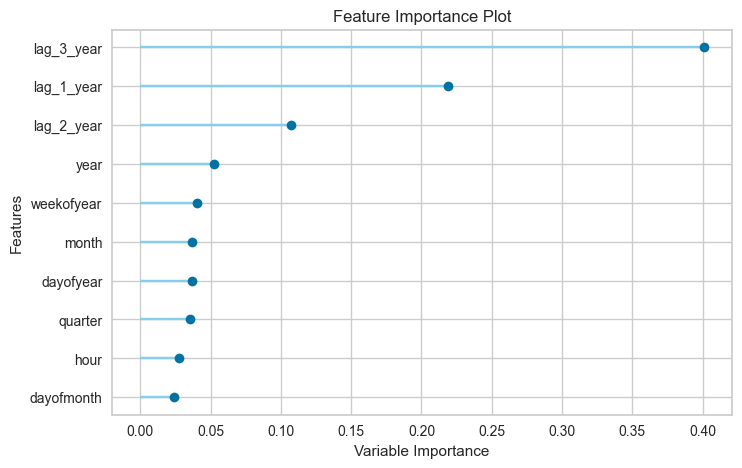 Feature Importance Plot
Features
lag_3_year
lag_1_year
lag_2_year
year
weekofyear
month
dayofyear
quarter
hour
dayofmonth
0.00 0.05 0.10 0.15 0.20 0.25 0.30 0.35 0.40
Variable Importance